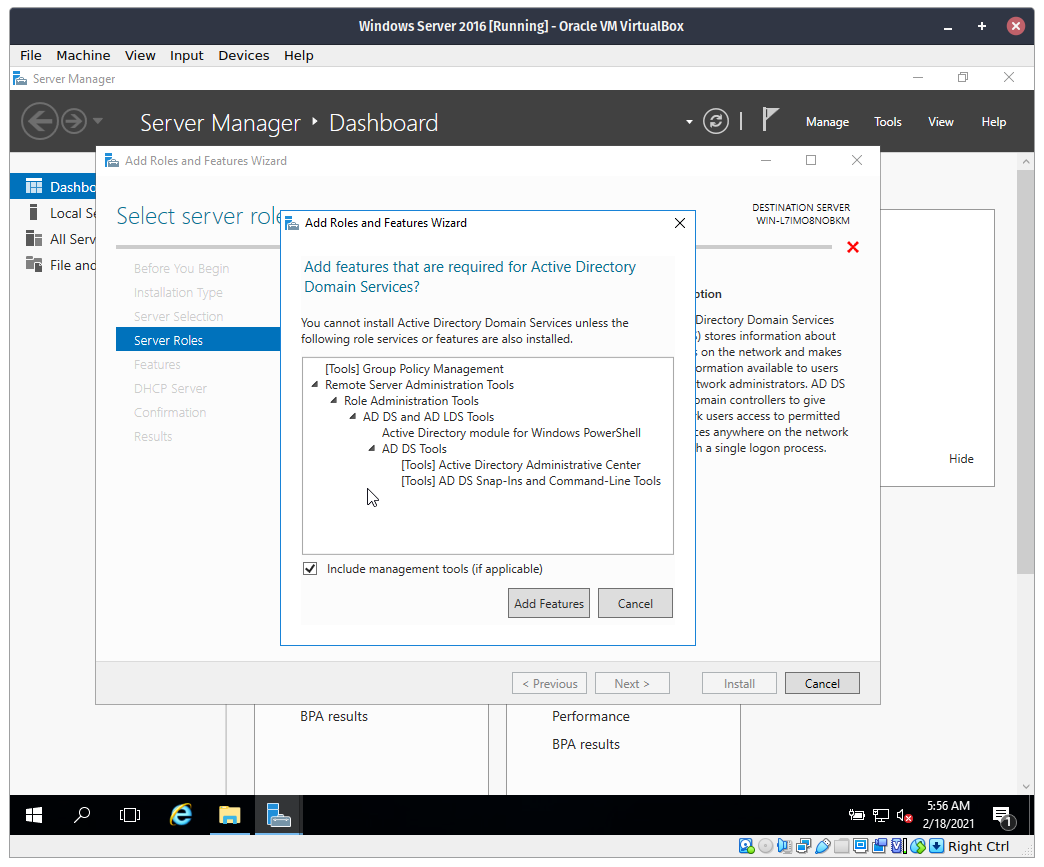 Windows Server 2016 [Running] - Oracle VM VirtualBox
File Machine View Input Devices Help
Server Manager
Server Manager ‣ Dashboard
Manage Tools View Help
Add Roles and Features Wizard
Dashbo
Local Se
All Serv
File and
Select server role
DESTINATION SERVER
WIN-L7IMO8NOBKM
Before You Begin
Installation Type
Server Selection
Server Roles
Features
DHCP Server
Confirmation
Results
Add Roles and Features Wizard
Add features that are required for Active Directory
Domain Services?
You cannot install Active Directory Domain Services unless the
following role services or features are also installed.
[Tools] Group Policy Management
Remote Server Administration Tools
Role Administration Tools
AD DS and AD LDS Tools
Active Directory module for Windows PowerShell
AD DS Tools
[Tools] Active Directory Administrative Center
[Tools] AD DS Snap-Ins and Command-Line Tools
Include management tools (if applicable)
Add Features Cancel
ption
Directory Domain Services
) stores information about
s on the network and makes
ormation available to users
twork administrators. AD DS
omain controllers to give
k users access to permitted
ces anywhere on the network
h a single logon process.
Hide
< Previous Next > Install Cancel
BPA results
Performance
BPA results
5:56 AM
2/18/2021
1
Right Ctrl